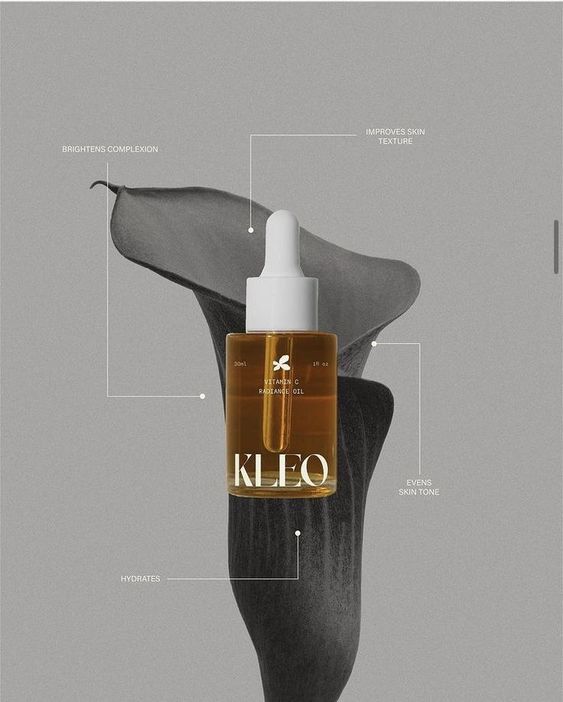 IMPROVES SKIN
TEXTURE
BRIGHTENS COMPLEXION
30ml
1fl oz
VITAMIN C
RADIANCE OIL
KLEO
EVENS
SKIN TONE
HYDRATES